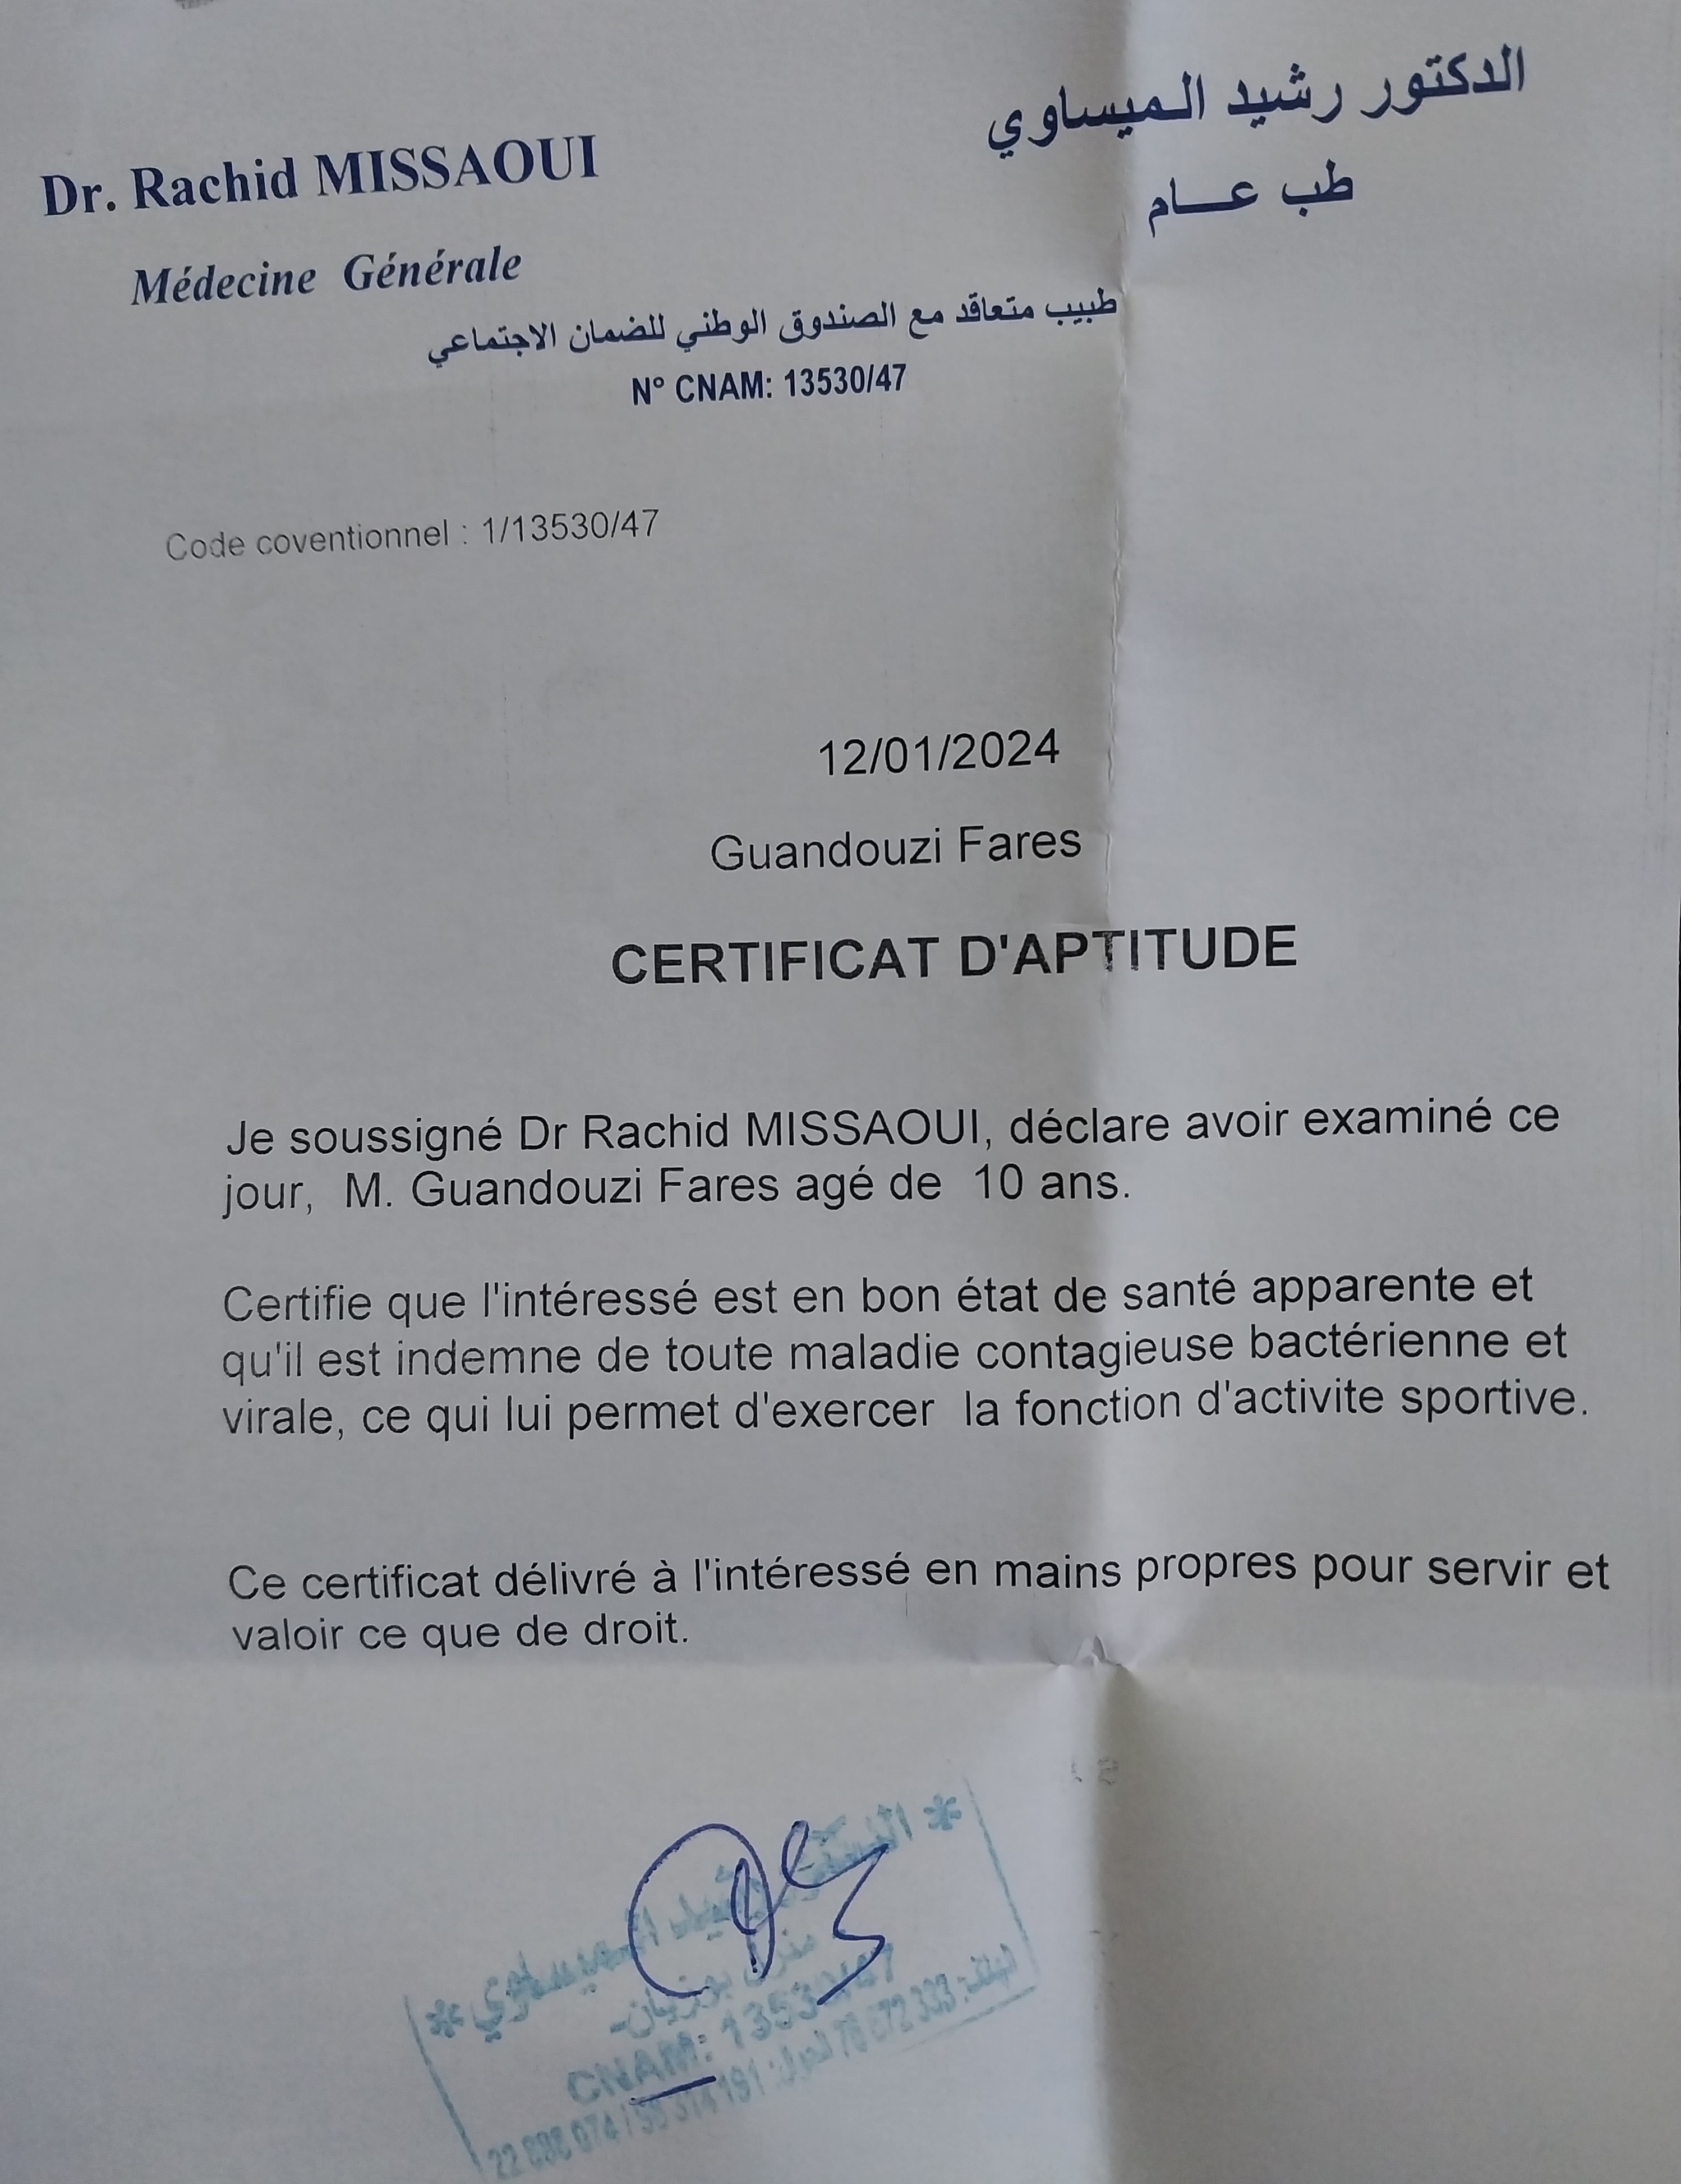 Dr. Rachid MISSAOUI
Médecine Générale
الدكتور رشيد الميساوي
طب عـــام
طبيب متعاقد مع الصندوق الوطني للضمان الاجتماعي
N° CNAM: 13530/47
Code coventionnel : 1/13530/47
12/01/2024
Guandouzi Fares
CERTIFICAT D'APTITUDE
Je soussigné Dr Rachid MISSAOUI, déclare avoir examiné ce
jour, M. Guandouzi Fares agé de 10 ans.
Certifie que l'intéressé est en bon état de santé apparente et
qu'il est indemne de toute maladie contagieuse bactérienne et
virale, ce qui lui permet d'exercer la fonction d'activite sportive.
Ce certificat délivré à l'intéressé en mains propres pour servir et
valoir ce que de droit.
* الميساوي *
CNAM: